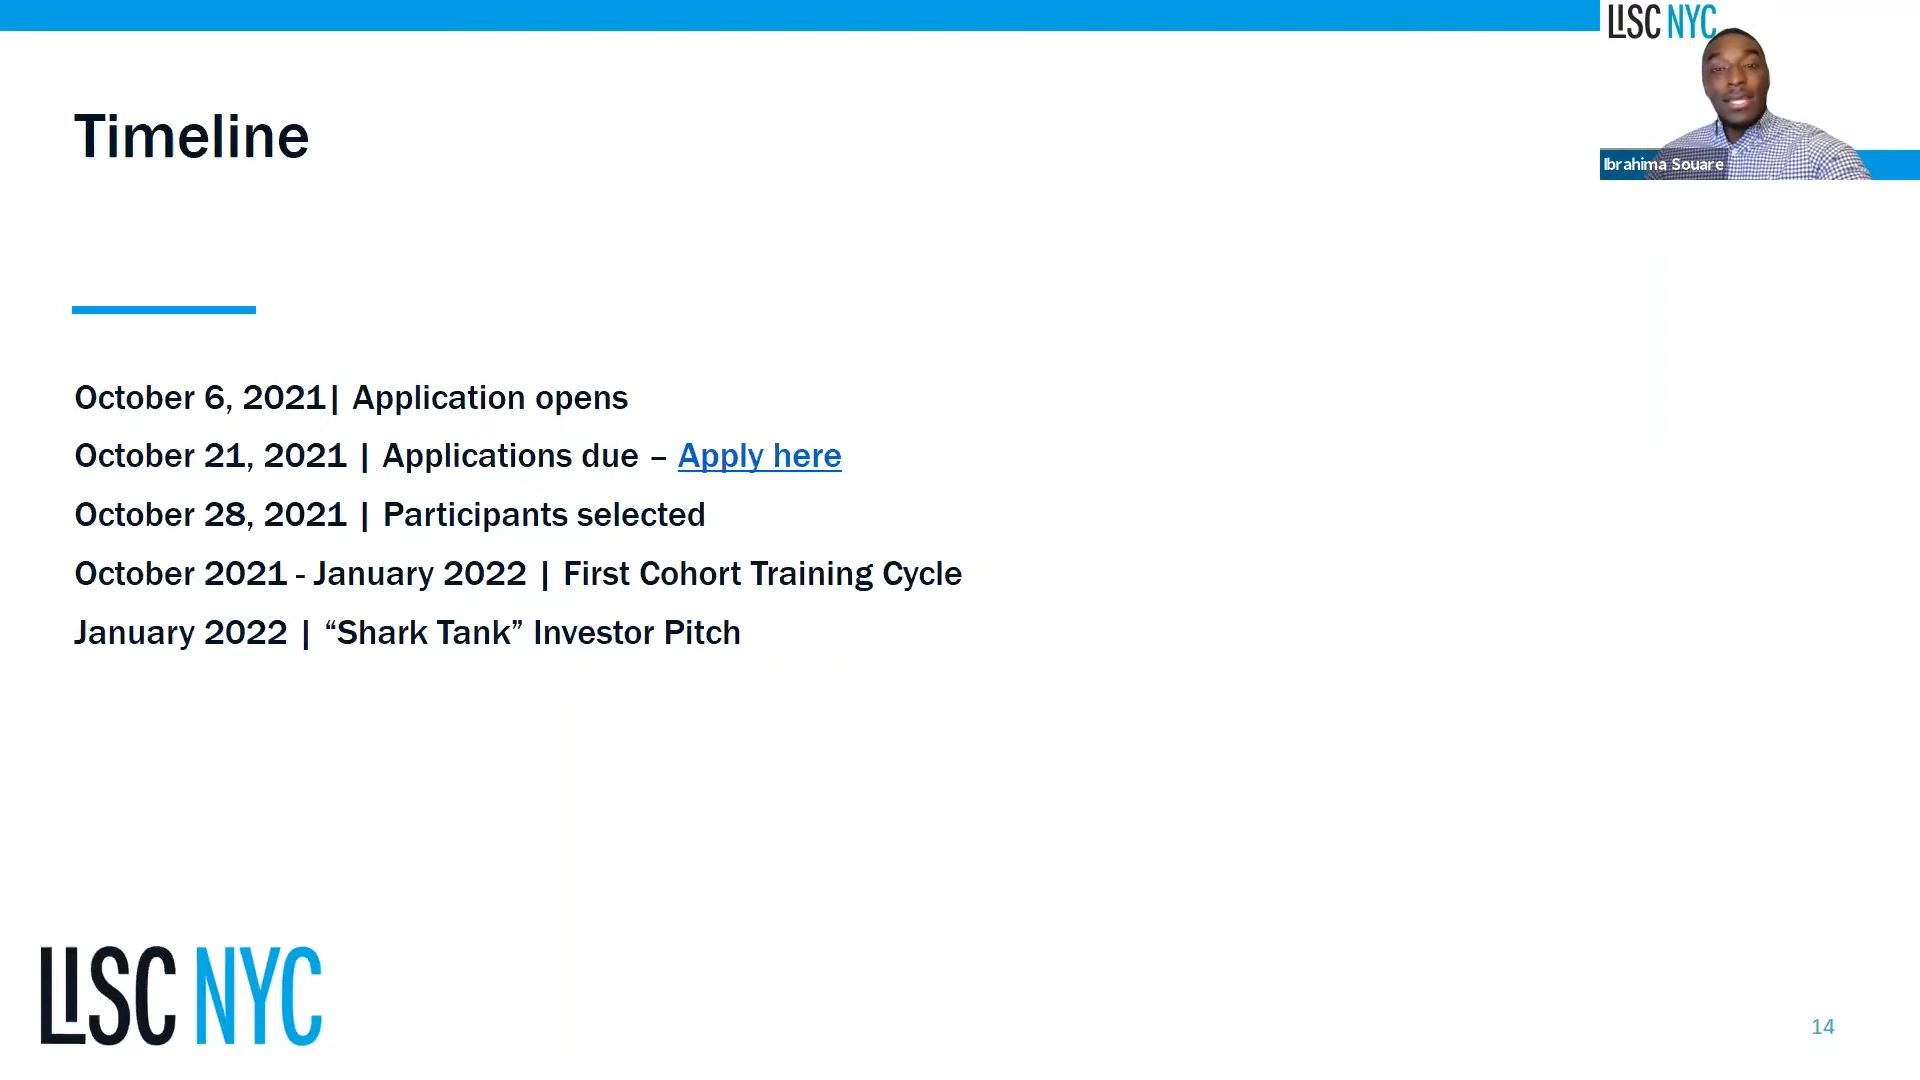 LISC NYC
Ibrahima Souare
Timeline
October 6, 2021| Application opens
October 21, 2021 | Applications due – Apply here
October 28, 2021 | Participants selected
October 2021 - January 2022 | First Cohort Training Cycle
January 2022 | “Shark Tank” Investor Pitch
LISC NYC
14